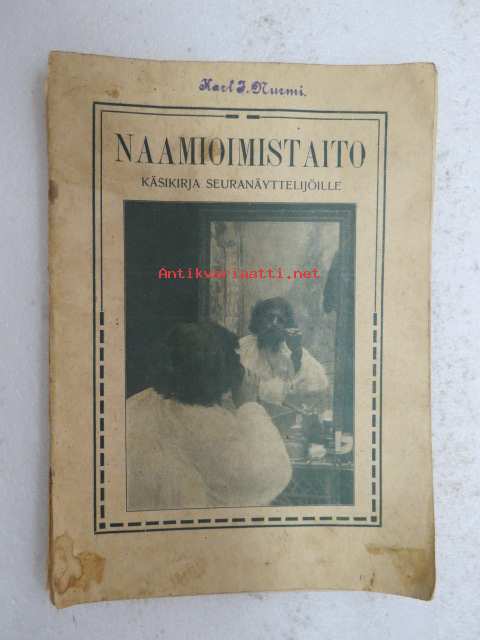 Karl J. Nurmi.
NAAMIOIMISTAITO
KÄSIKIRJA SEURANÄYTTELIJÖILLE
Antikvariaatti.net